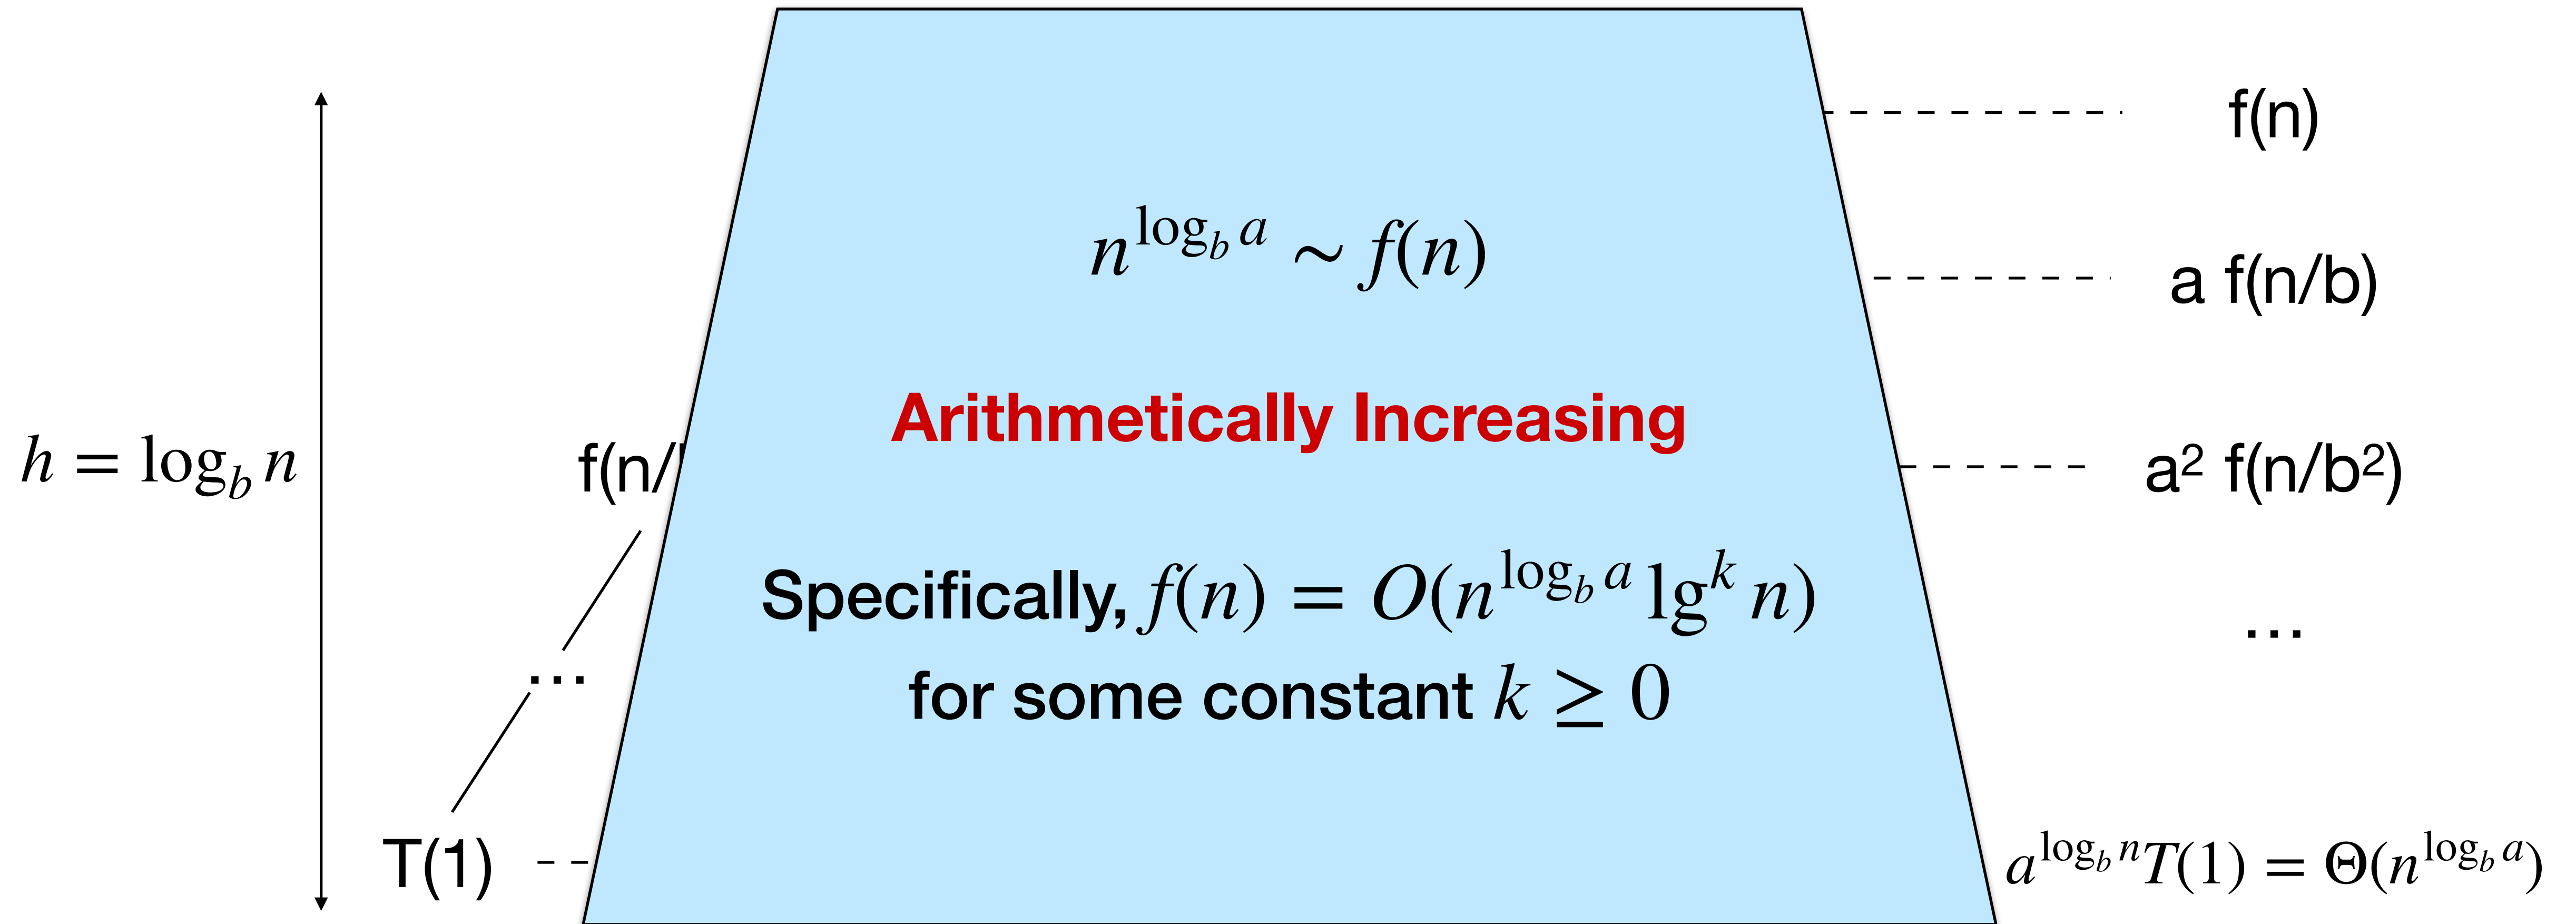 f(n)
n^{\log_b a} ∼ f(n)
a f(n/b)
Arithmetically Increasing
h = \log_b n
f(n/
a² f(n/b²)
Specifically, f(n) = O(n^{\log_b a} \lg^k n)
...
for some constant k ≥ 0
...
T(1)
a^{\log_b n}T(1) = Θ(n^{\log_b a})